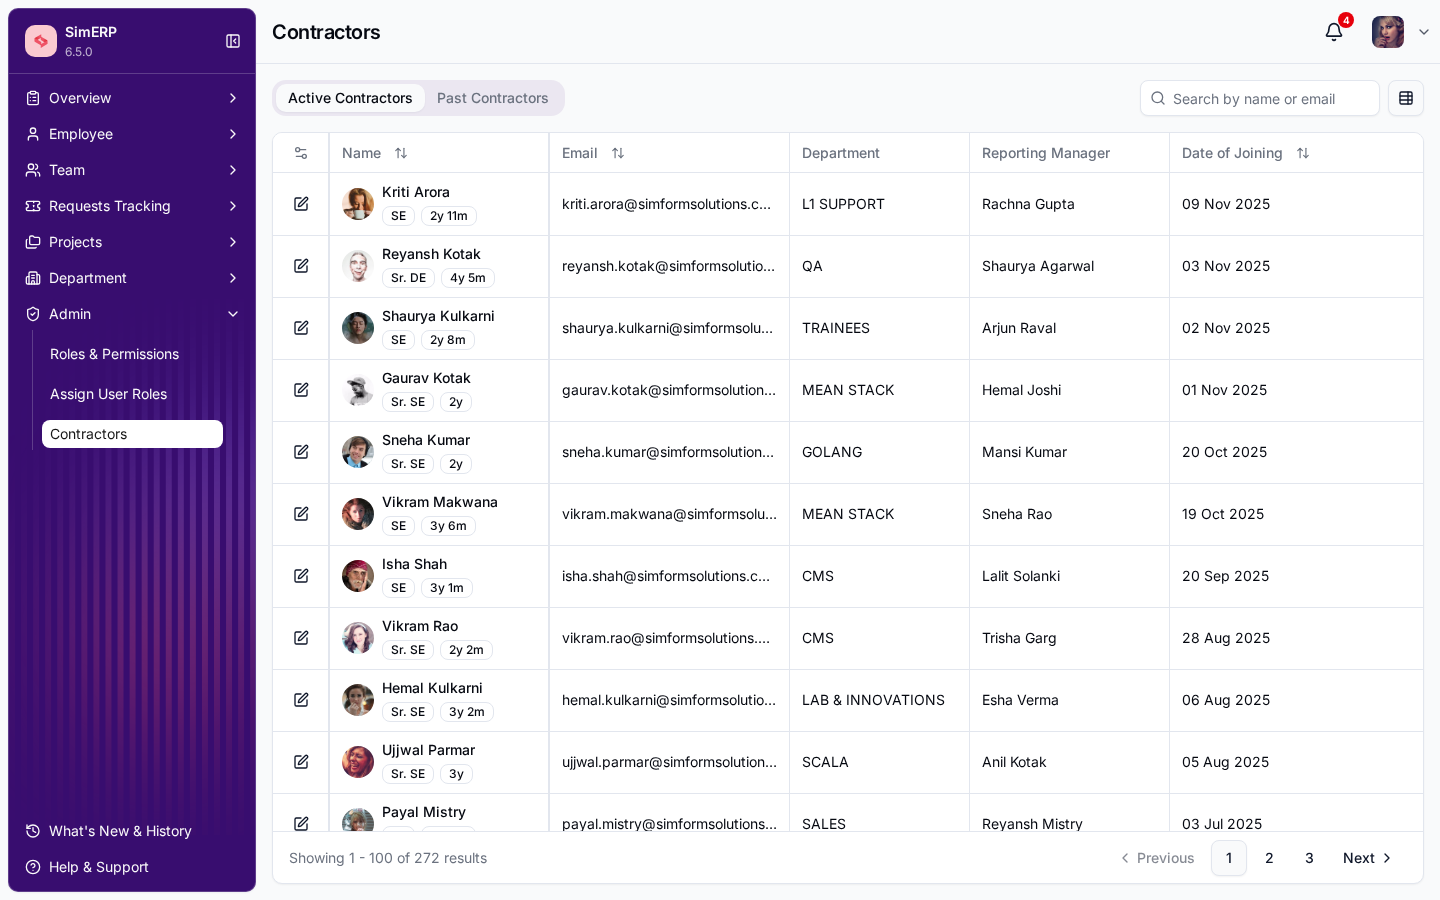 SimERP
6.5.0
Overview
Employee
Team
Requests Tracking
Projects
Department
Admin
Roles & Permissions
Assign User Roles
Contractors
What's New & History
Help & Support
Contractors
4
Active Contractors
Past Contractors
Search by name or email
Name Email Department Reporting Manager Date of Joining
Kriti Arora
SE 2y 11m
kriti.arora@simformsolutions.c... L1 SUPPORT Rachna Gupta 09 Nov 2025
Reyansh Kotak
Sr. DE 4y 5m
reyansh.kotak@simformsolutio... QA Shaurya Agarwal 03 Nov 2025
Shaurya Kulkarni
SE 2y 8m
shaurya.kulkarni@simformsolu... TRAINEES Arjun Raval 02 Nov 2025
Gaurav Kotak
Sr. SE 2y
gaurav.kotak@simformsolution... MEAN STACK Hemal Joshi 01 Nov 2025
Sneha Kumar
Sr. SE 2y
sneha.kumar@simformsolution... GOLANG Mansi Kumar 20 Oct 2025
Vikram Makwana
SE 3y 6m
vikram.makwana@simformsolu... MEAN STACK Sneha Rao 19 Oct 2025
Isha Shah
SE 3y 1m
isha.shah@simformsolutions.c... CMS Lalit Solanki 20 Sep 2025
Vikram Rao
Sr. SE 2y 2m
vikram.rao@simformsolutions.... CMS Trisha Garg 28 Aug 2025
Hemal Kulkarni
Sr. SE 3y 2m
hemal.kulkarni@simformsolutio... LAB & INNOVATIONS Esha Verma 06 Aug 2025
Ujjwal Parmar
Sr. SE 3y
ujjwal.parmar@simformsolution... SCALA Anil Kotak 05 Aug 2025
Payal Mistry
payal.mistry@simformsolutions... SALES Reyansh Mistry 03 Jul 2025
Showing 1 - 100 of 272 results
Previous 1 2 3 Next